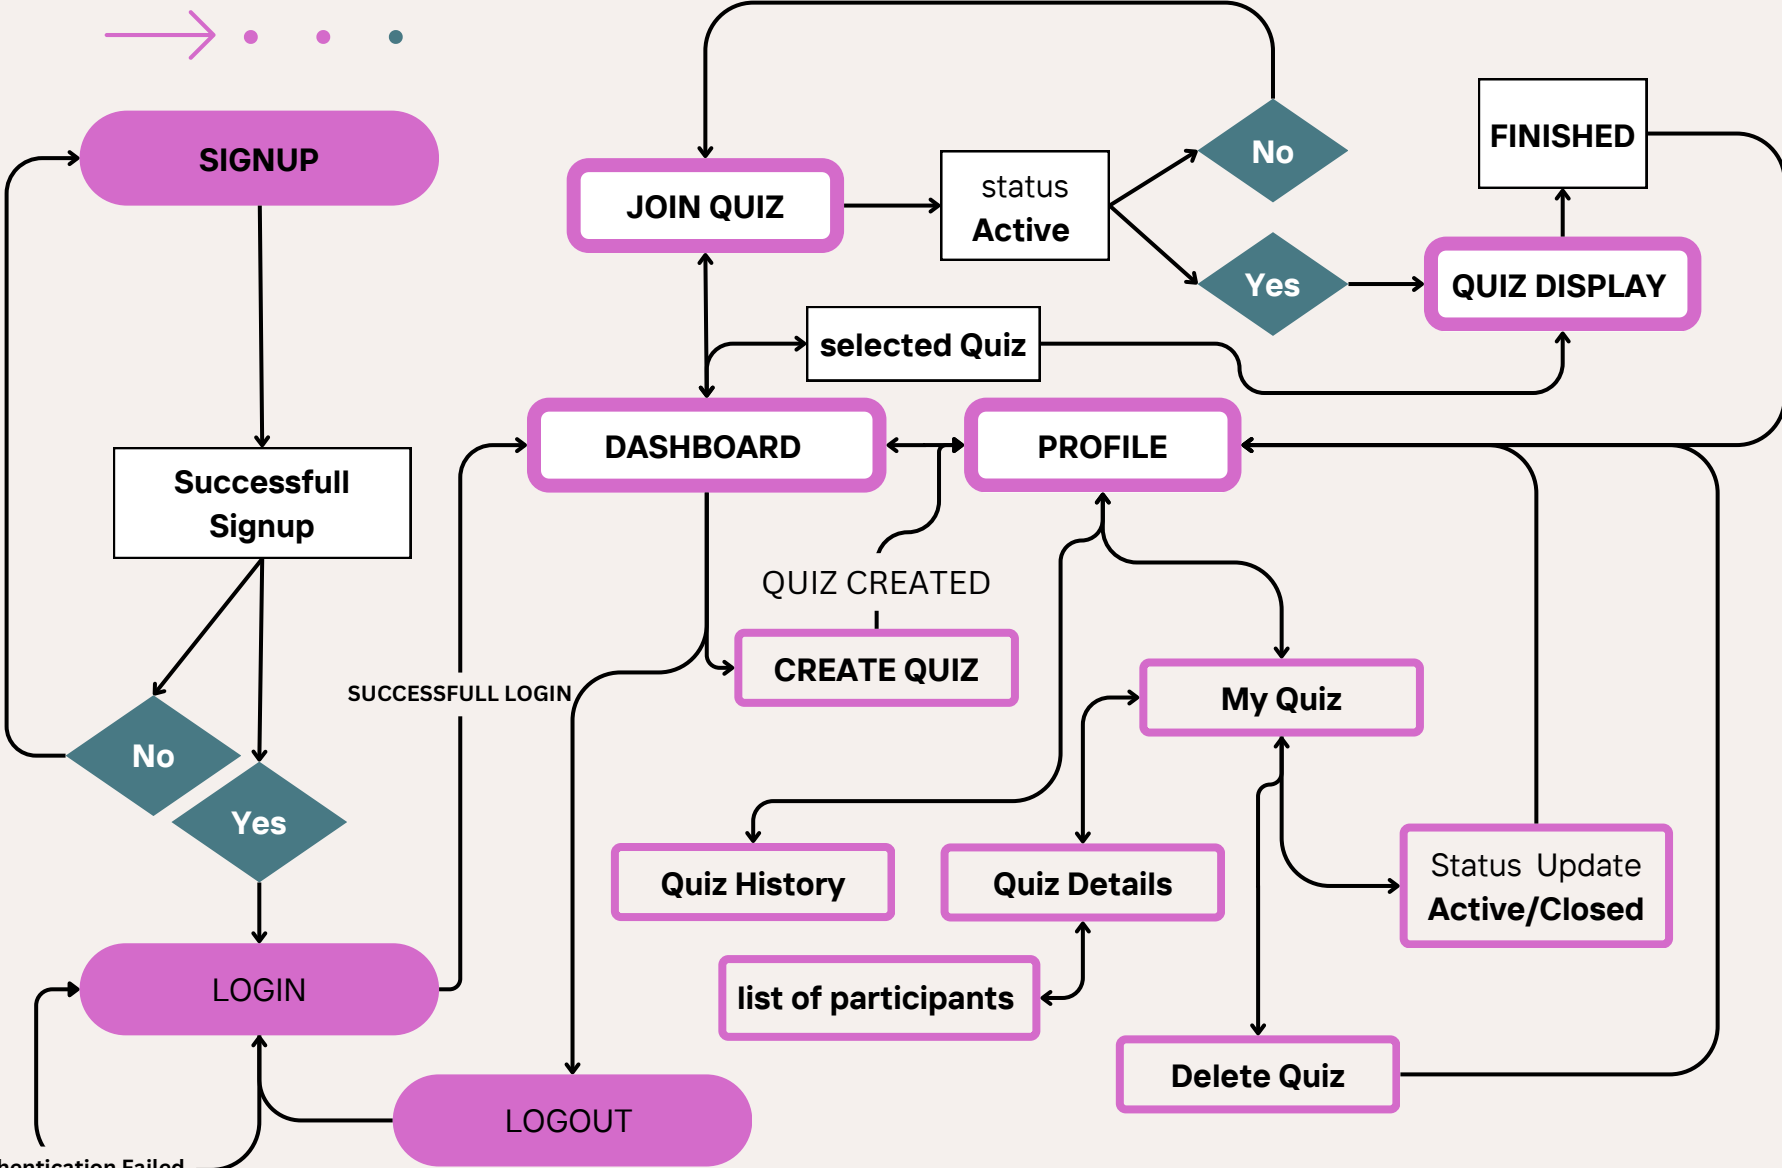 SIGNUP
Successfull
Signup
No
Yes
LOGIN
SUCCESSFULL LOGIN
LOGOUT
hentication Failed
JOIN QUIZ
status
Active
No
Yes
FINISHED
QUIZ DISPLAY
selected Quiz
DASHBOARD
PROFILE
QUIZ CREATED
CREATE QUIZ
My Quiz
Quiz History
Quiz Details
Status Update
Active/Closed
list of participants
Delete Quiz